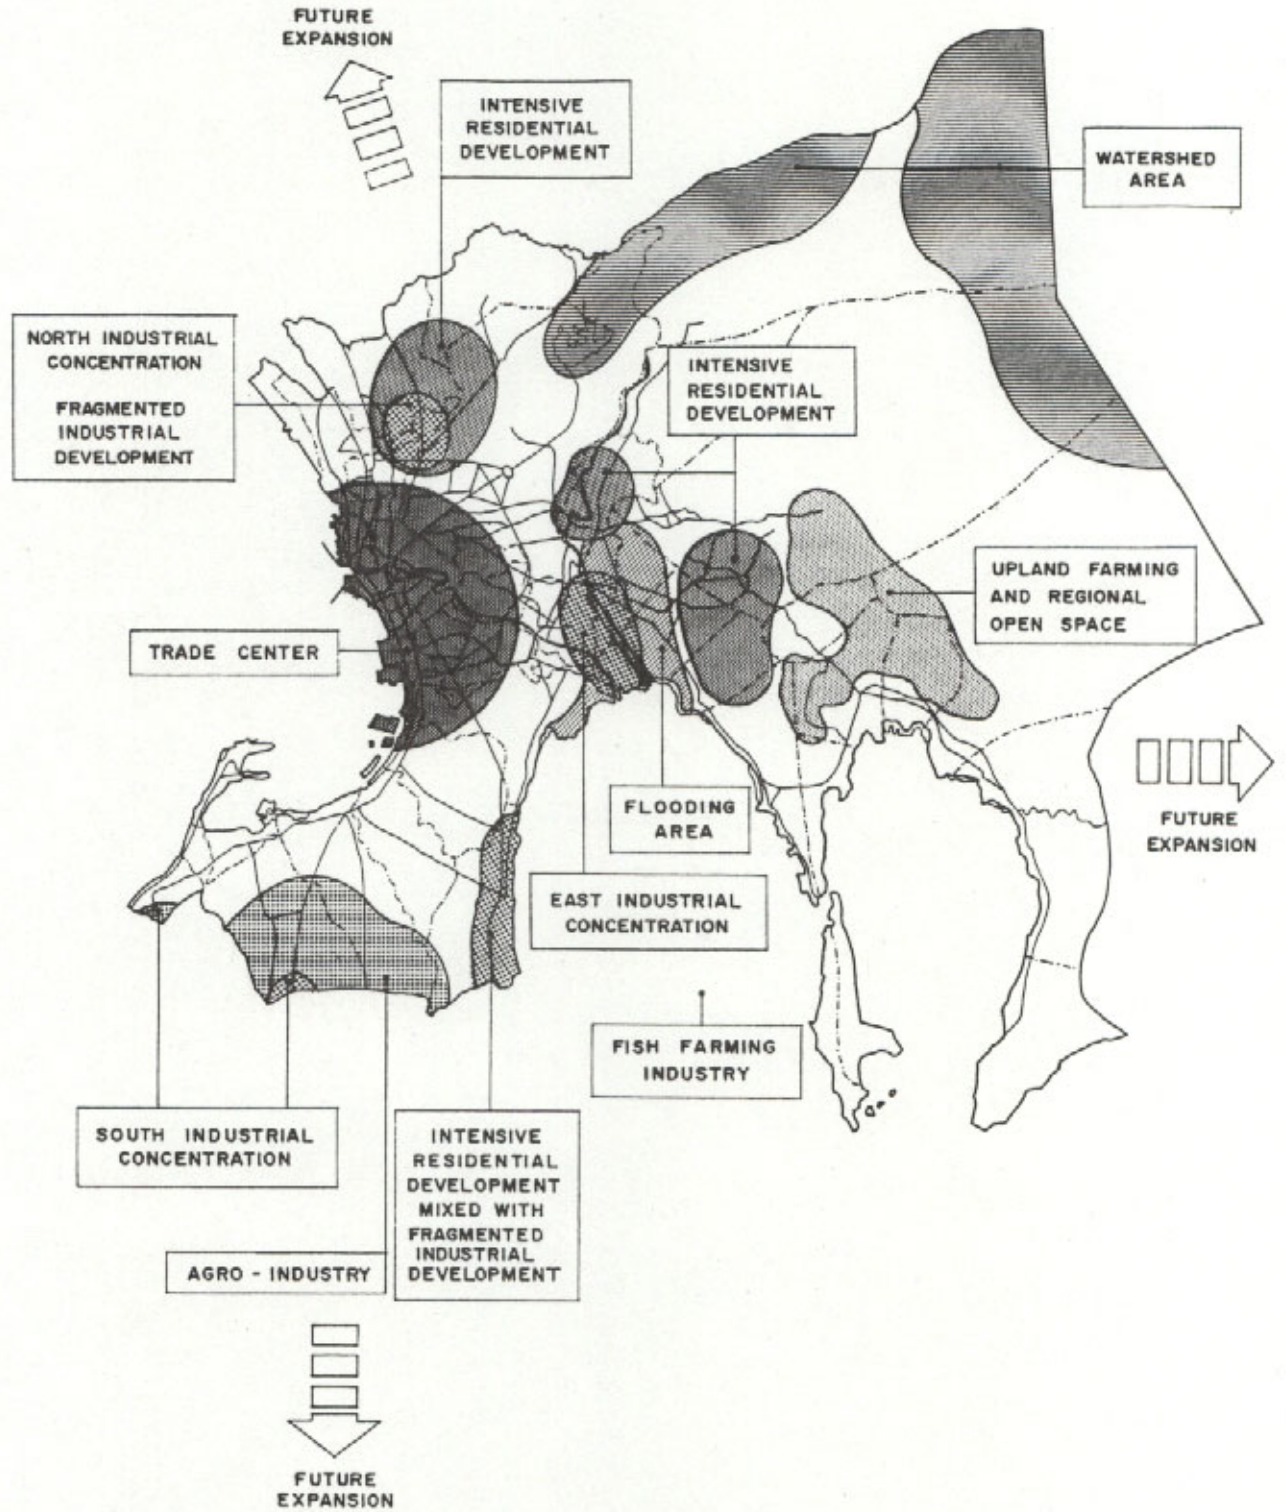 FUTURE
EXPANSION
INTENSIVE
RESIDENTIAL
DEVELOPMENT
WATERSHED
AREA
NORTH INDUSTRIAL
CONCENTRATION
FRAGMENTED
INDUSTRIAL
DEVELOPMENT
INTENSIVE
RESIDENTIAL
DEVELOPMENT
UPLAND FARMING
AND REGIONAL
OPEN SPACE
TRADE CENTER
FLOODING
AREA
FUTURE
EXPANSION
EAST INDUSTRIAL
CONCENTRATION
FISH FARMING
INDUSTRY
SOUTH INDUSTRIAL
CONCENTRATION
INTENSIVE
RESIDENTIAL
DEVELOPMENT
MIXED WITH
FRAGMENTED
INDUSTRIAL
DEVELOPMENT
AGRO - INDUSTRY
FUTURE
EXPANSION